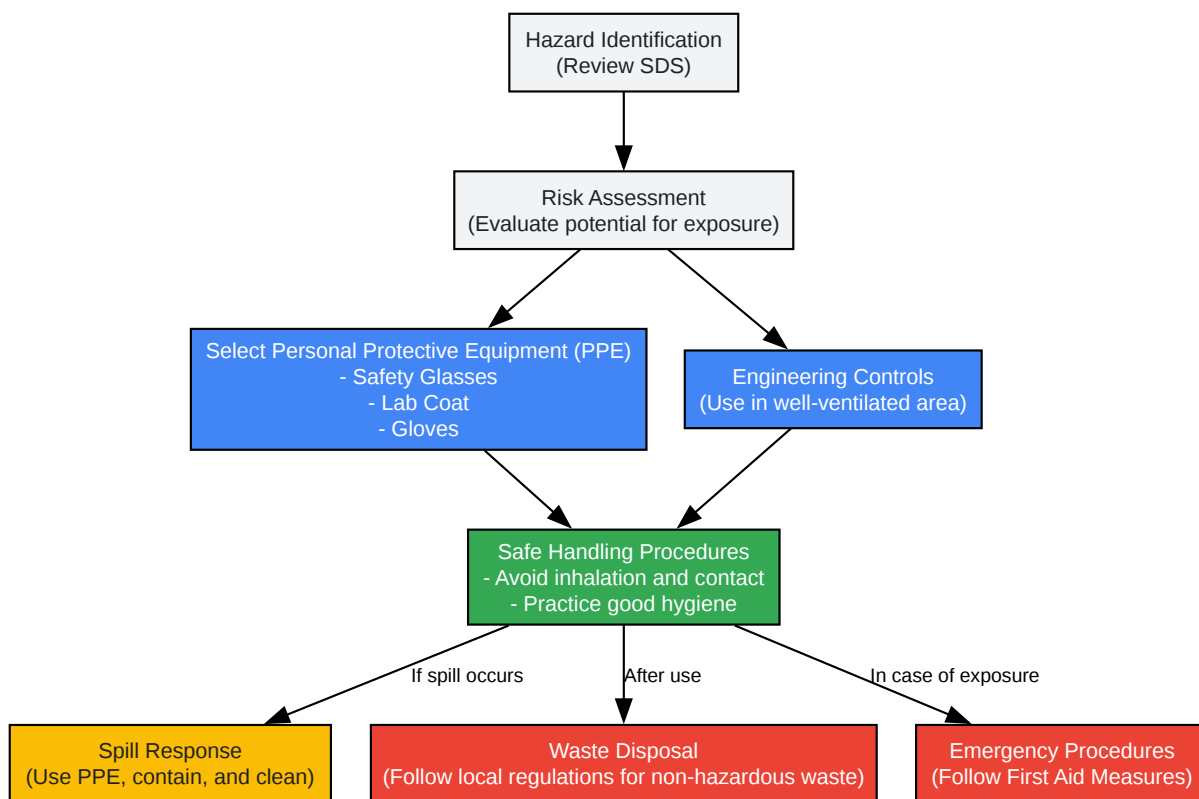 Hazard Identification
(Review SDS)
Risk Assessment
(Evaluate potential for exposure)
Select Personal Protective Equipment (PPE)
- Safety Glasses
- Lab Coat
- Gloves
Engineering Controls
(Use in well-ventilated area)
Safe Handling Procedures
- Avoid inhalation and contact
- Practice good hygiene
If spill occurs
After use
In case of exposure
Spill Response
(Use PPE, contain, and clean)
Waste Disposal
(Follow local regulations for non-hazardous waste)
Emergency Procedures
(Follow First Aid Measures)